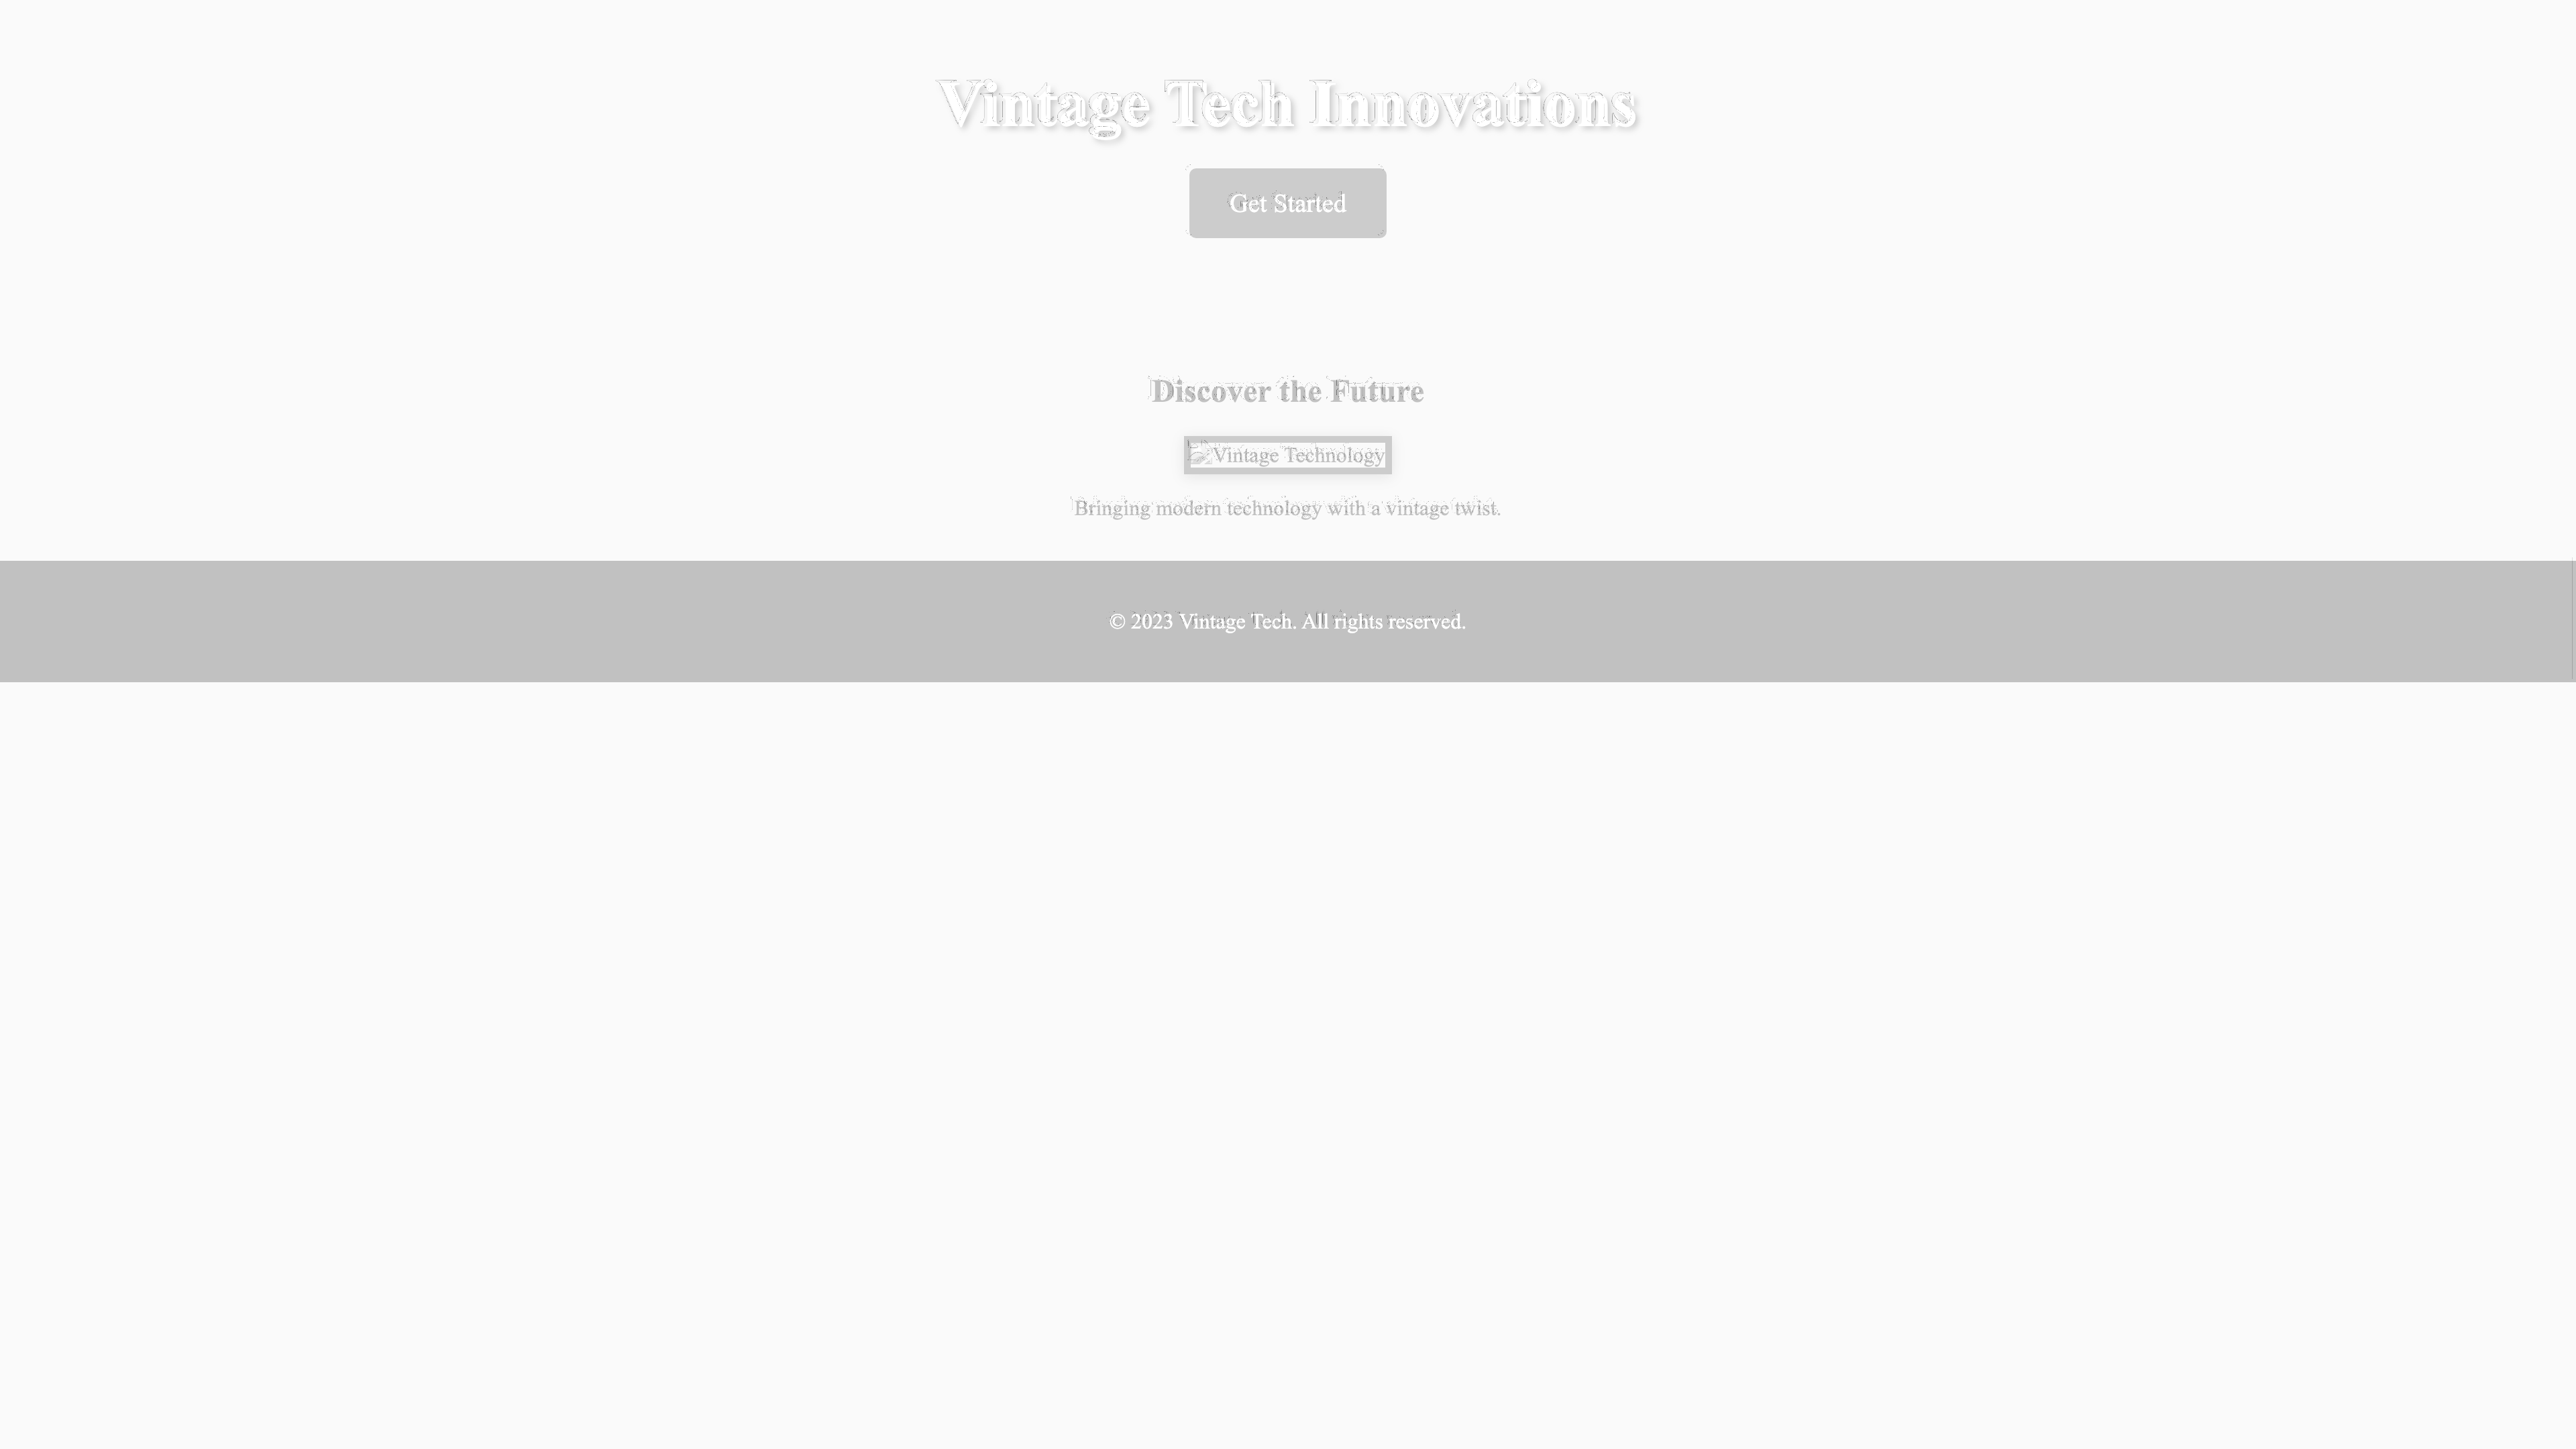 Vintage Tech Innovations
Get Started
Discover the Future
Vintage Technology
Bringing modern technology with a vintage twist.
© 2023 Vintage Tech. All rights reserved.